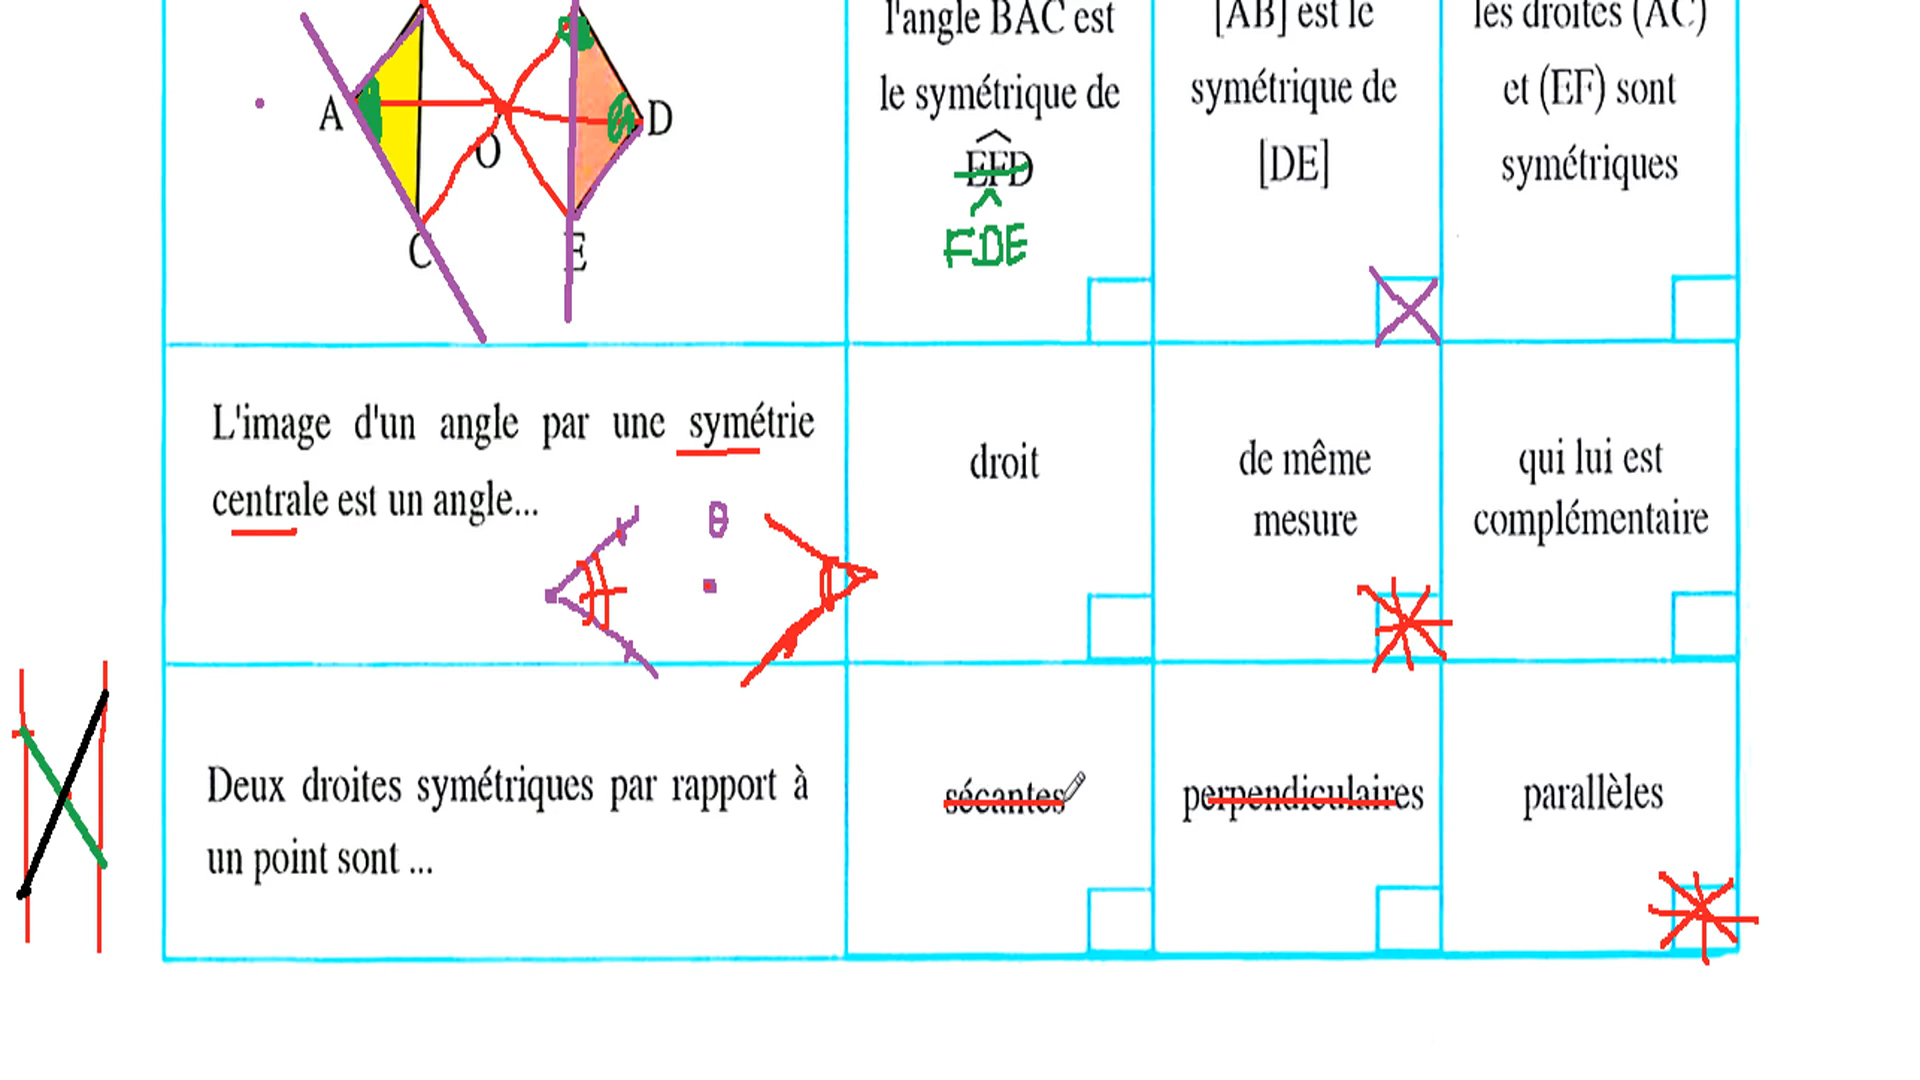 l'angle BAC est
le symétrique de
EFD
FDE
[AB] est le
symétrique de
[DE]
les droites (AC)
et (EF) sont
symétriques
A
O
D
C
E
L'image d'un angle par une symétrie
centrale est un angle...
θ
droit
de même
mesure
qui lui est
complémentaire
Deux droites symétriques par rapport à
un point sont ...
sécantes
perpendiculaires
parallèles